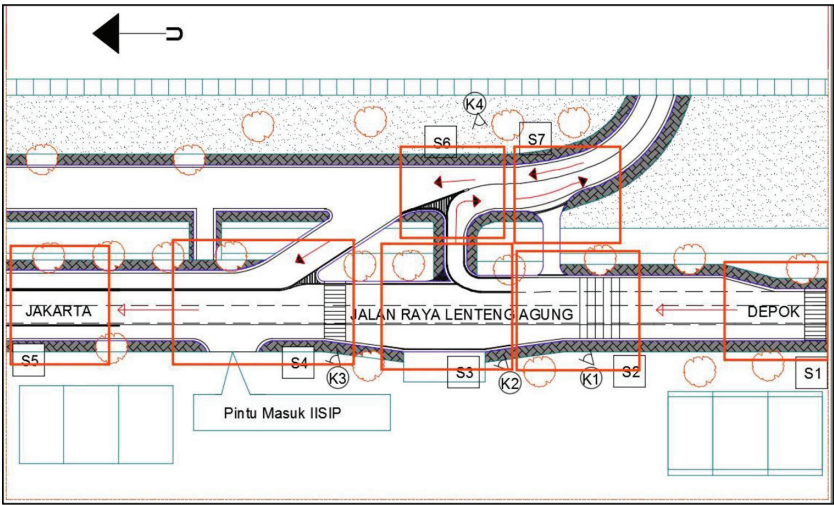 U
K4
S6
S7
JAKARTA
JALAN RAYA LENTENG AGUNG
DEPOK
S5
S4
K3
S3
K2
K1
S2
S1
Pintu Masuk IISIP